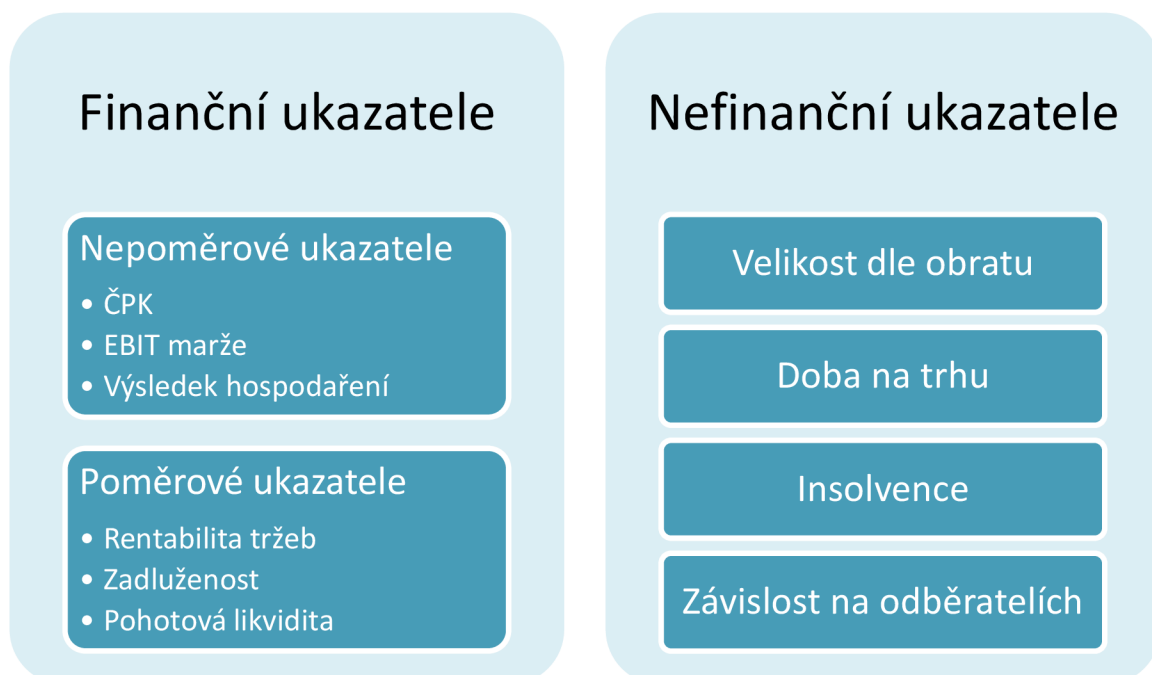 Finanční ukazatele
Nepoměrové ukazatele
• ČPK
• EBIT marže
• Výsledek hospodaření
Poměrové ukazatele
• Rentabilita tržeb
• Zadluženost
• Pohotová likvidita
Nefinanční ukazatele
Velikost dle obratu
Doba na trhu
Insolvence
Závislost na odběratelích